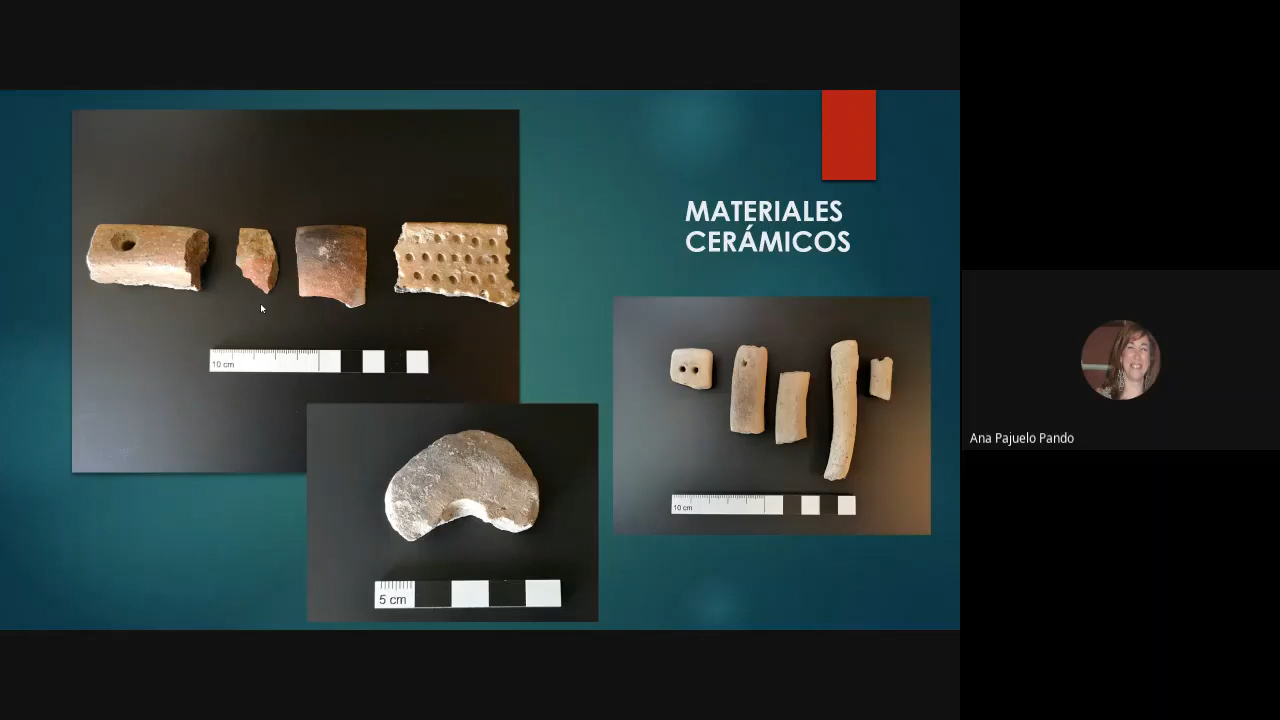 MATERIALES
CERÁMICOS
10 cm
10 cm
5 cm
Ana Pajuelo Pando